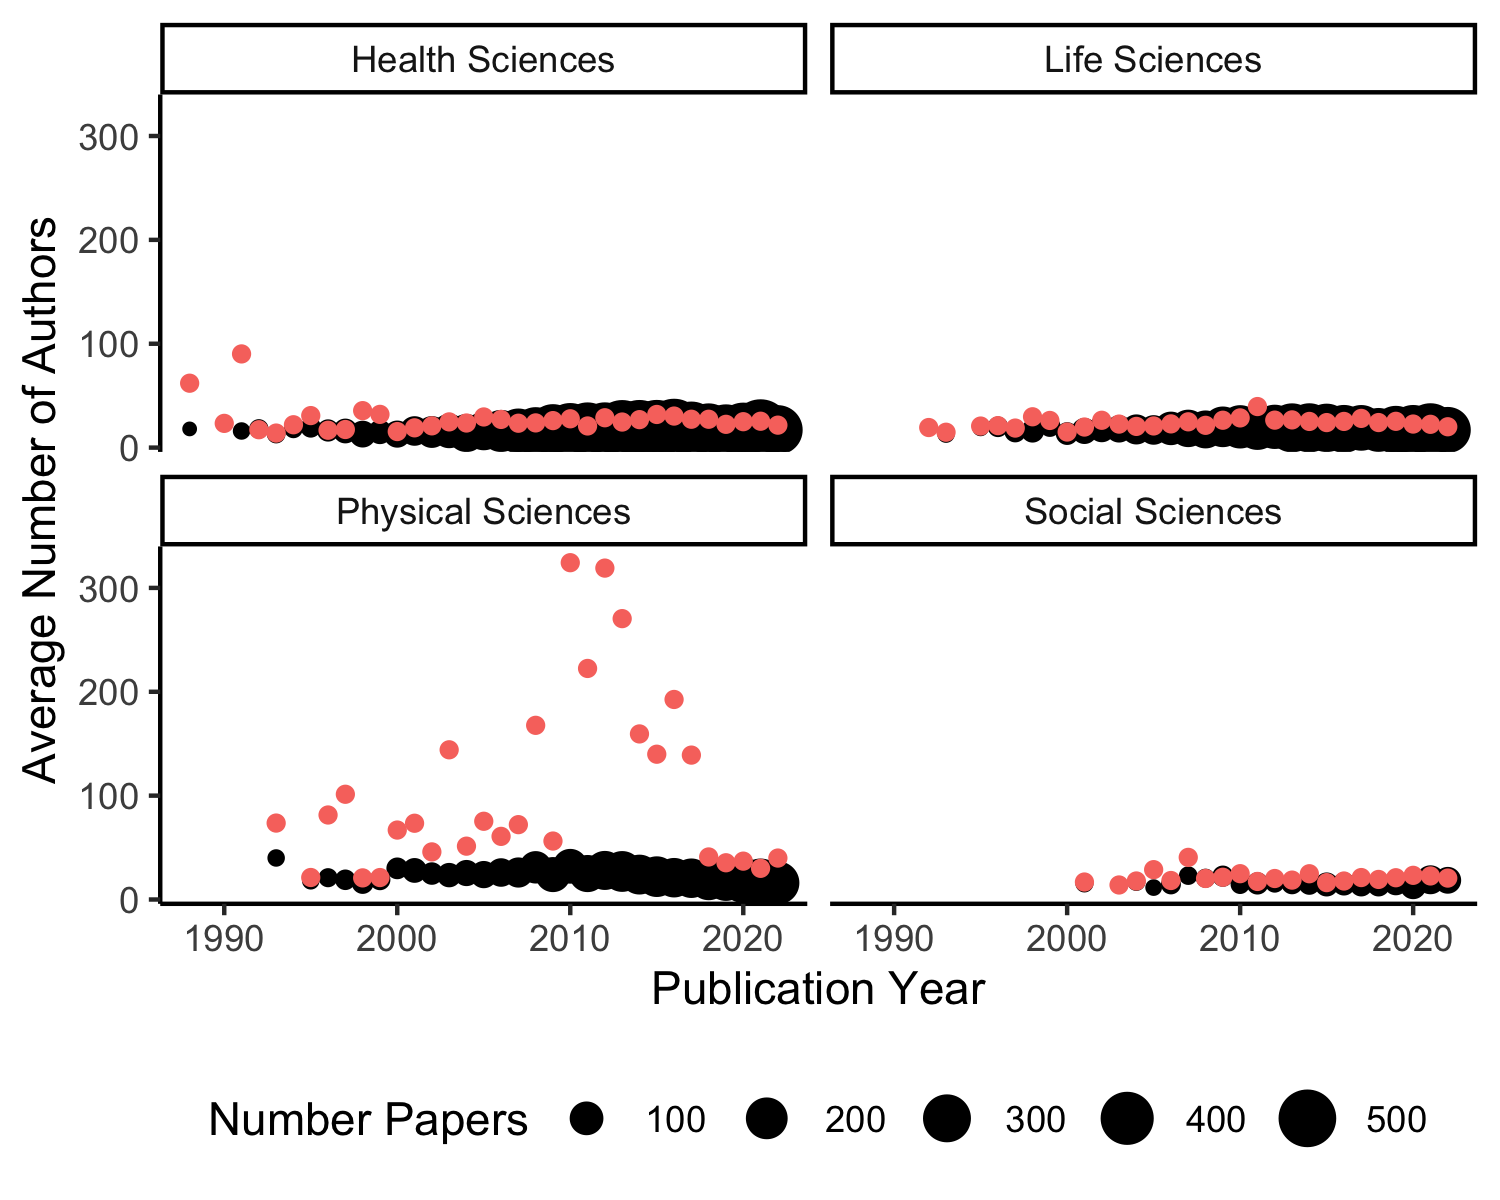 Health Sciences
Life Sciences
300
200
100
0
Physical Sciences
Social Sciences
300
200
100
0
Average Number of Authors
1990
2000
2010
2020
1990
2000
2010
2020
Publication Year
Number Papers 100 200 300 400 500